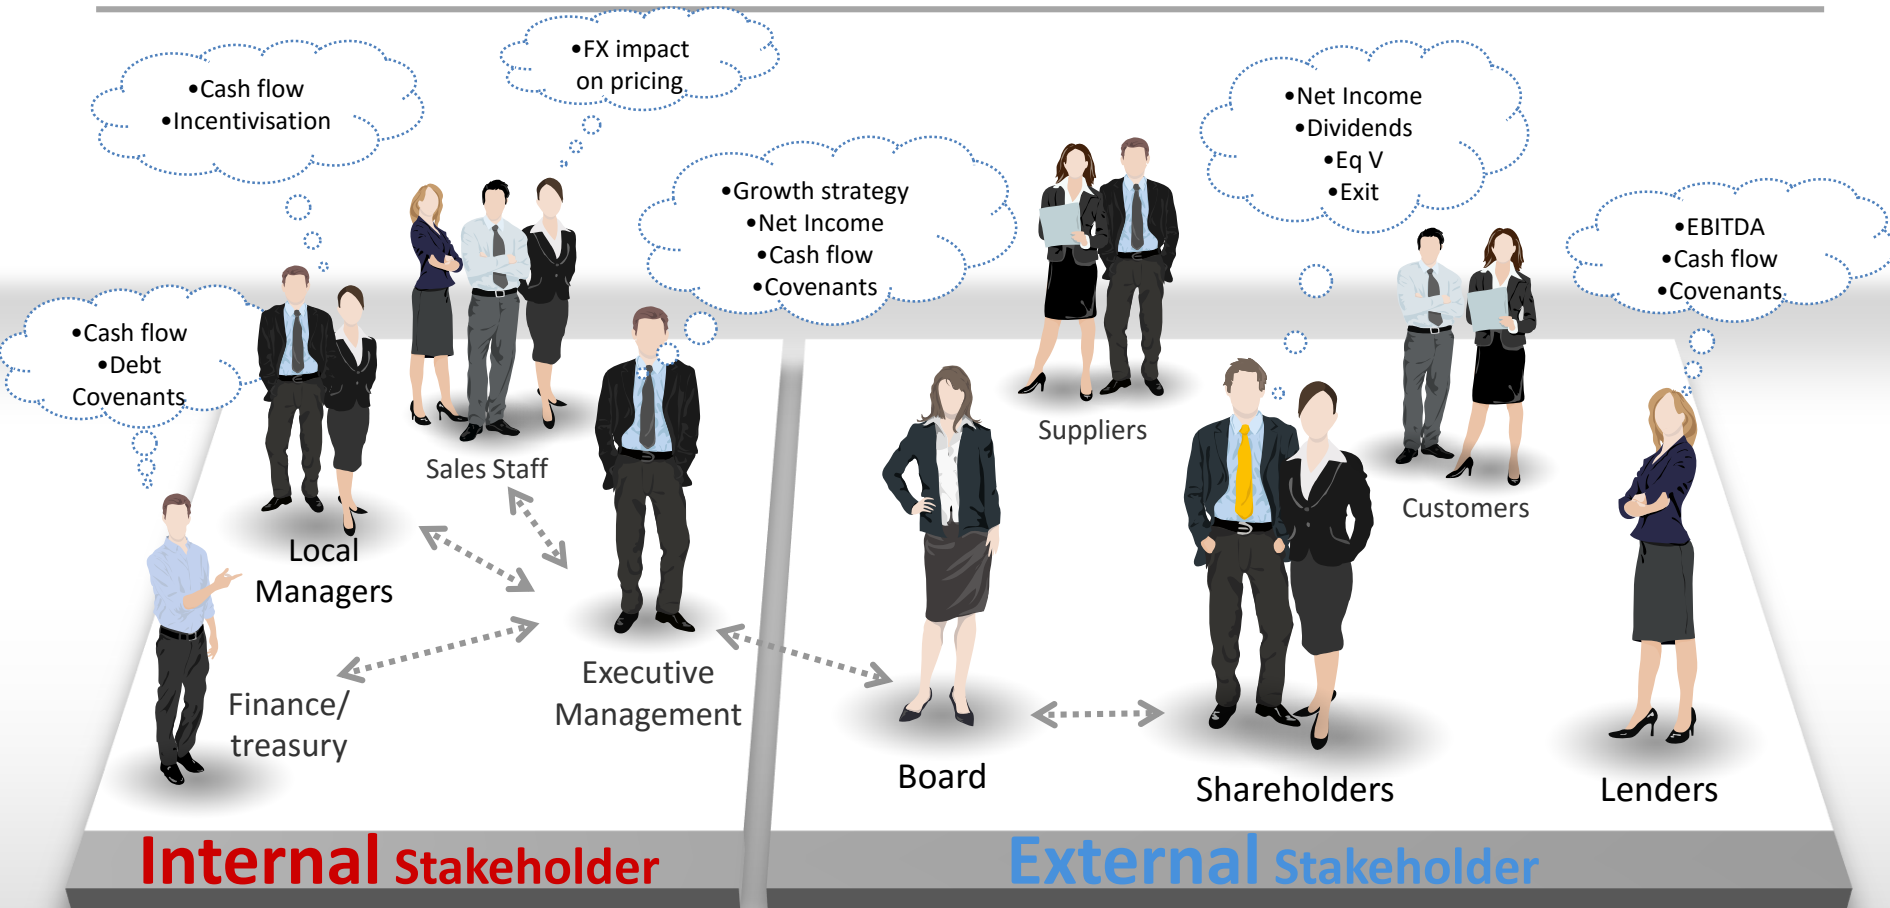 •FX impact
on pricing
•Cash flow
•Incentivisation
•Net Income
•Dividends
•Eq V
•Exit
•Growth strategy
•Net Income
•Cash flow
•Covenants
•EBITDA
•Cash flow
•Covenants
•Cash flow
•Debt
Covenants
Suppliers
Sales Staff
Customers
Local
Managers
Executive
Management
Finance/
treasury
Board
Shareholders
Lenders
Internal Stakeholder
External Stakeholder